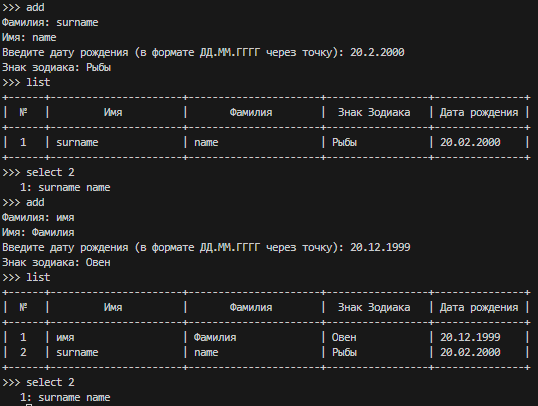 >>> add
Фамилия: surname
Имя: name
Введите дату рождения (в формате ДД.ММ.ГГГГ через точку): 20.2.2000
Знак зодиака: Рыбы
>>> list
+-----+--------------------+--------------------+----------------+---------------+
| № | Имя | Фамилия | Знак Зодиака | Дата рождения |
+-----+--------------------+--------------------+----------------+---------------+
| 1 | surname | name | Рыбы | 20.02.2000 |
+-----+--------------------+--------------------+----------------+---------------+
>>> select 2
1: surname name
>>> add
Фамилия: имя
Имя: Фамилия
Введите дату рождения (в формате ДД.ММ.ГГГГ через точку): 20.12.1999
Знак зодиака: Овен
>>> list
+-----+--------------------+--------------------+----------------+---------------+
| № | Имя | Фамилия | Знак Зодиака | Дата рождения |
+-----+--------------------+--------------------+----------------+---------------+
| 1 | имя | Фамилия | Овен | 20.12.1999 |
| 2 | surname | name | Рыбы | 20.02.2000 |
+-----+--------------------+--------------------+----------------+---------------+
>>> select 2
1: surname name